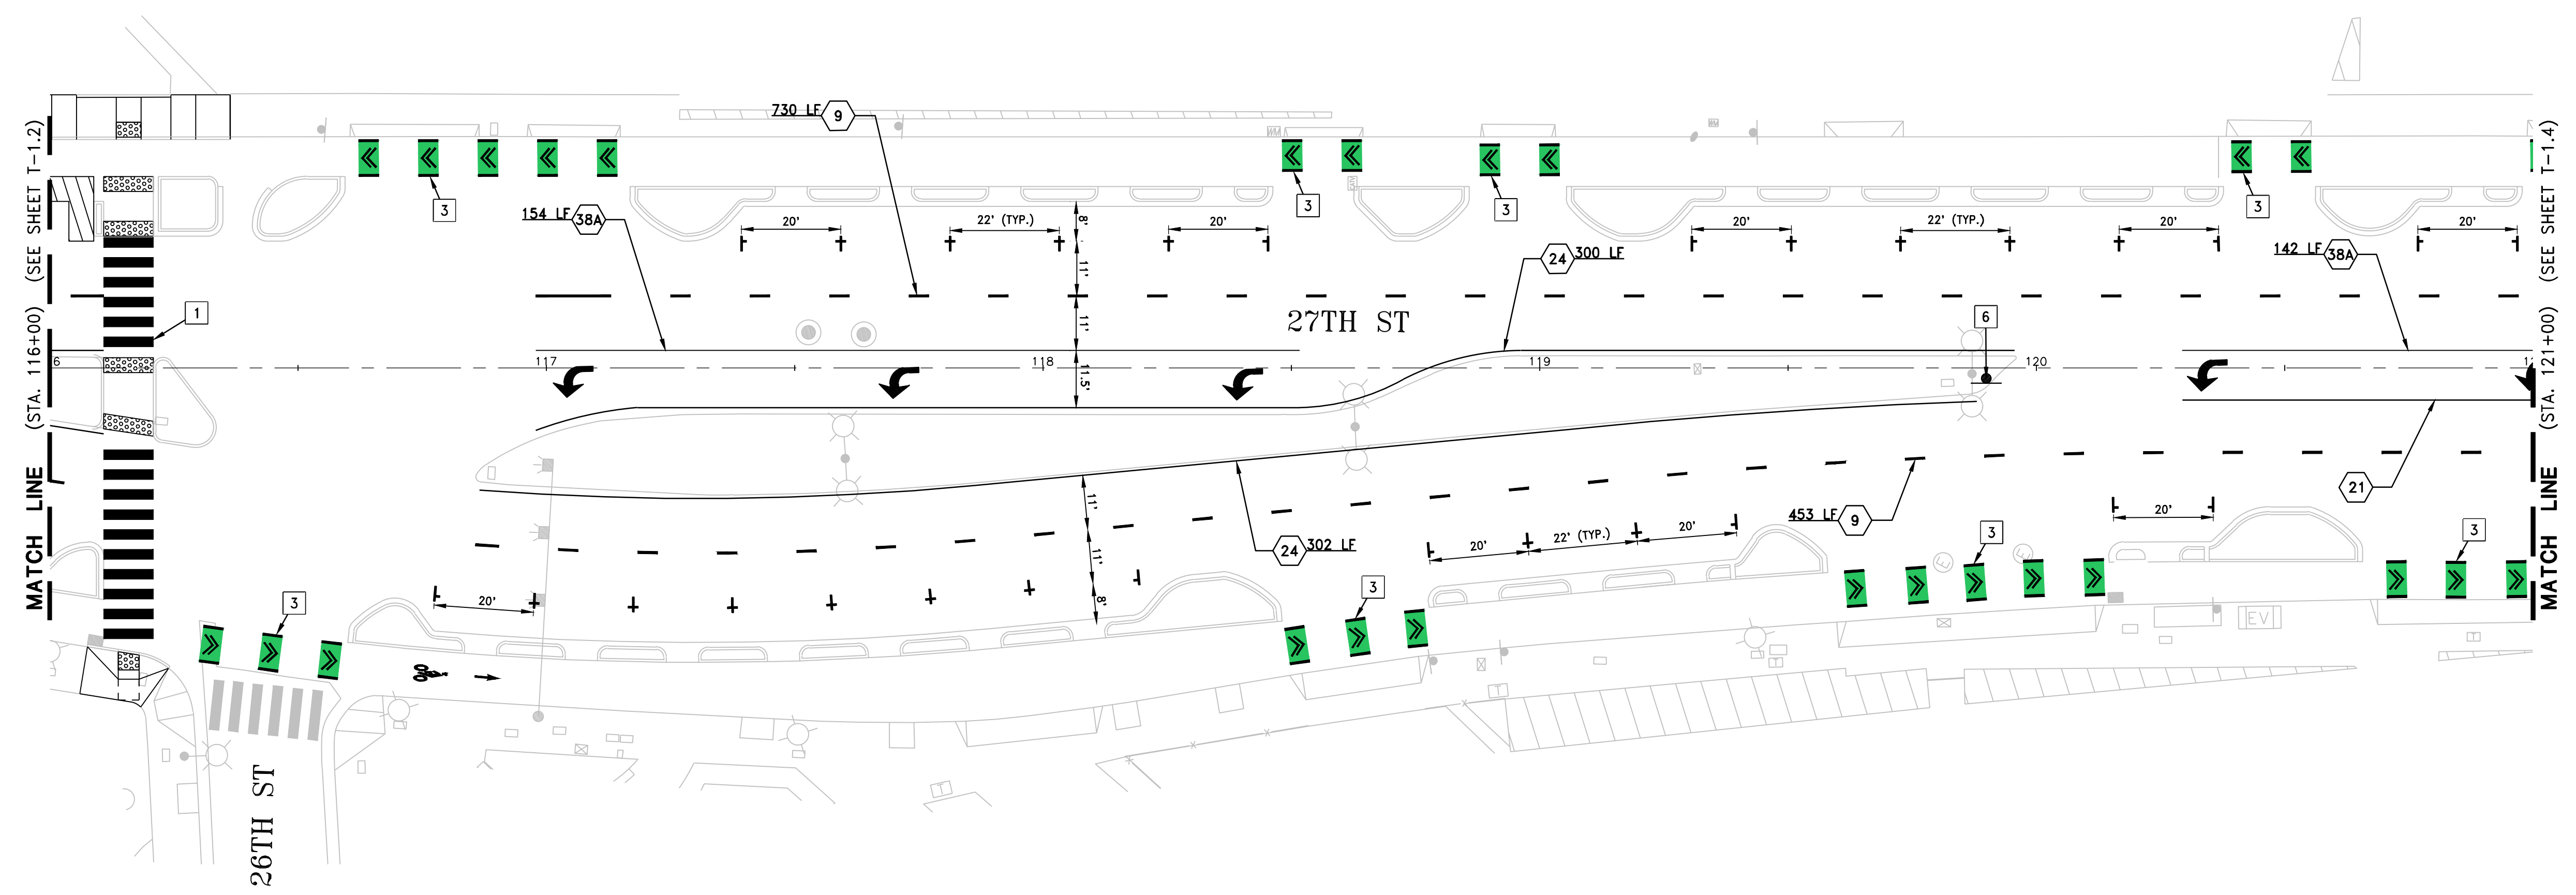 MATCH LINE (STA. 116+00) (SEE SHEET T-1.2)
730 LF 9
3
3
3
3
154 LF 38A
20'
22' (TYP.)
20'
8'
20'
22' (TYP.)
20'
20'
24 300 LF
142 LF 38A
11'
1
27TH ST
6
11'
6
117
118
119
120
11.5'
21
11'
453 LF 9
20'
20'
22' (TYP.)
20'
24 302 LF
11'
3
3
3
3
20'
8'
E
E
EV
T
T
T
T
T
26TH ST
MATCH LINE (STA. 121+00) (SEE SHEET T-1.4)